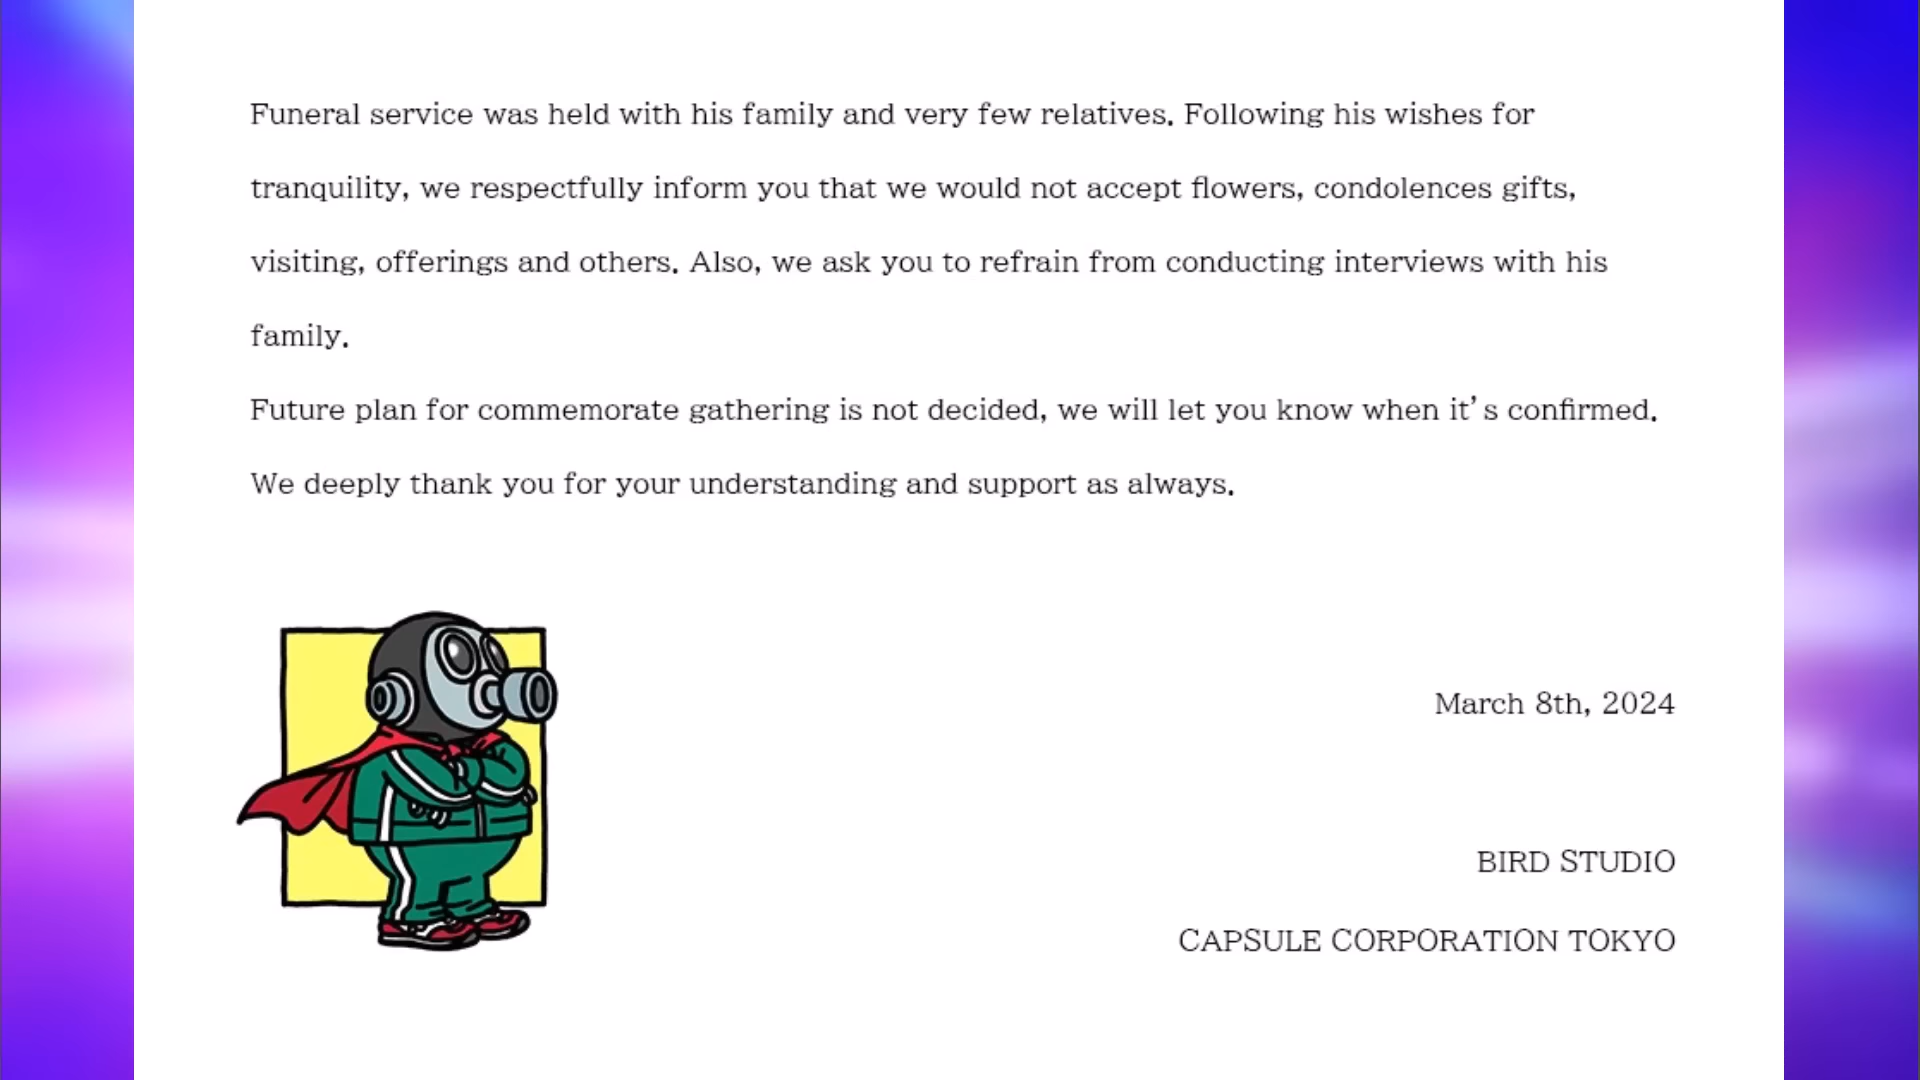 Funeral service was held with his family and very few relatives. Following his wishes for
tranquility, we respectfully inform you that we would not accept flowers, condolences gifts,
visiting, offerings and others. Also, we ask you to refrain from conducting interviews with his
family.
Future plan for commemorate gathering is not decided, we will let you know when it’s confirmed.
We deeply thank you for your understanding and support as always.
March 8th, 2024
BIRD STUDIO
CAPSULE CORPORATION TOKYO